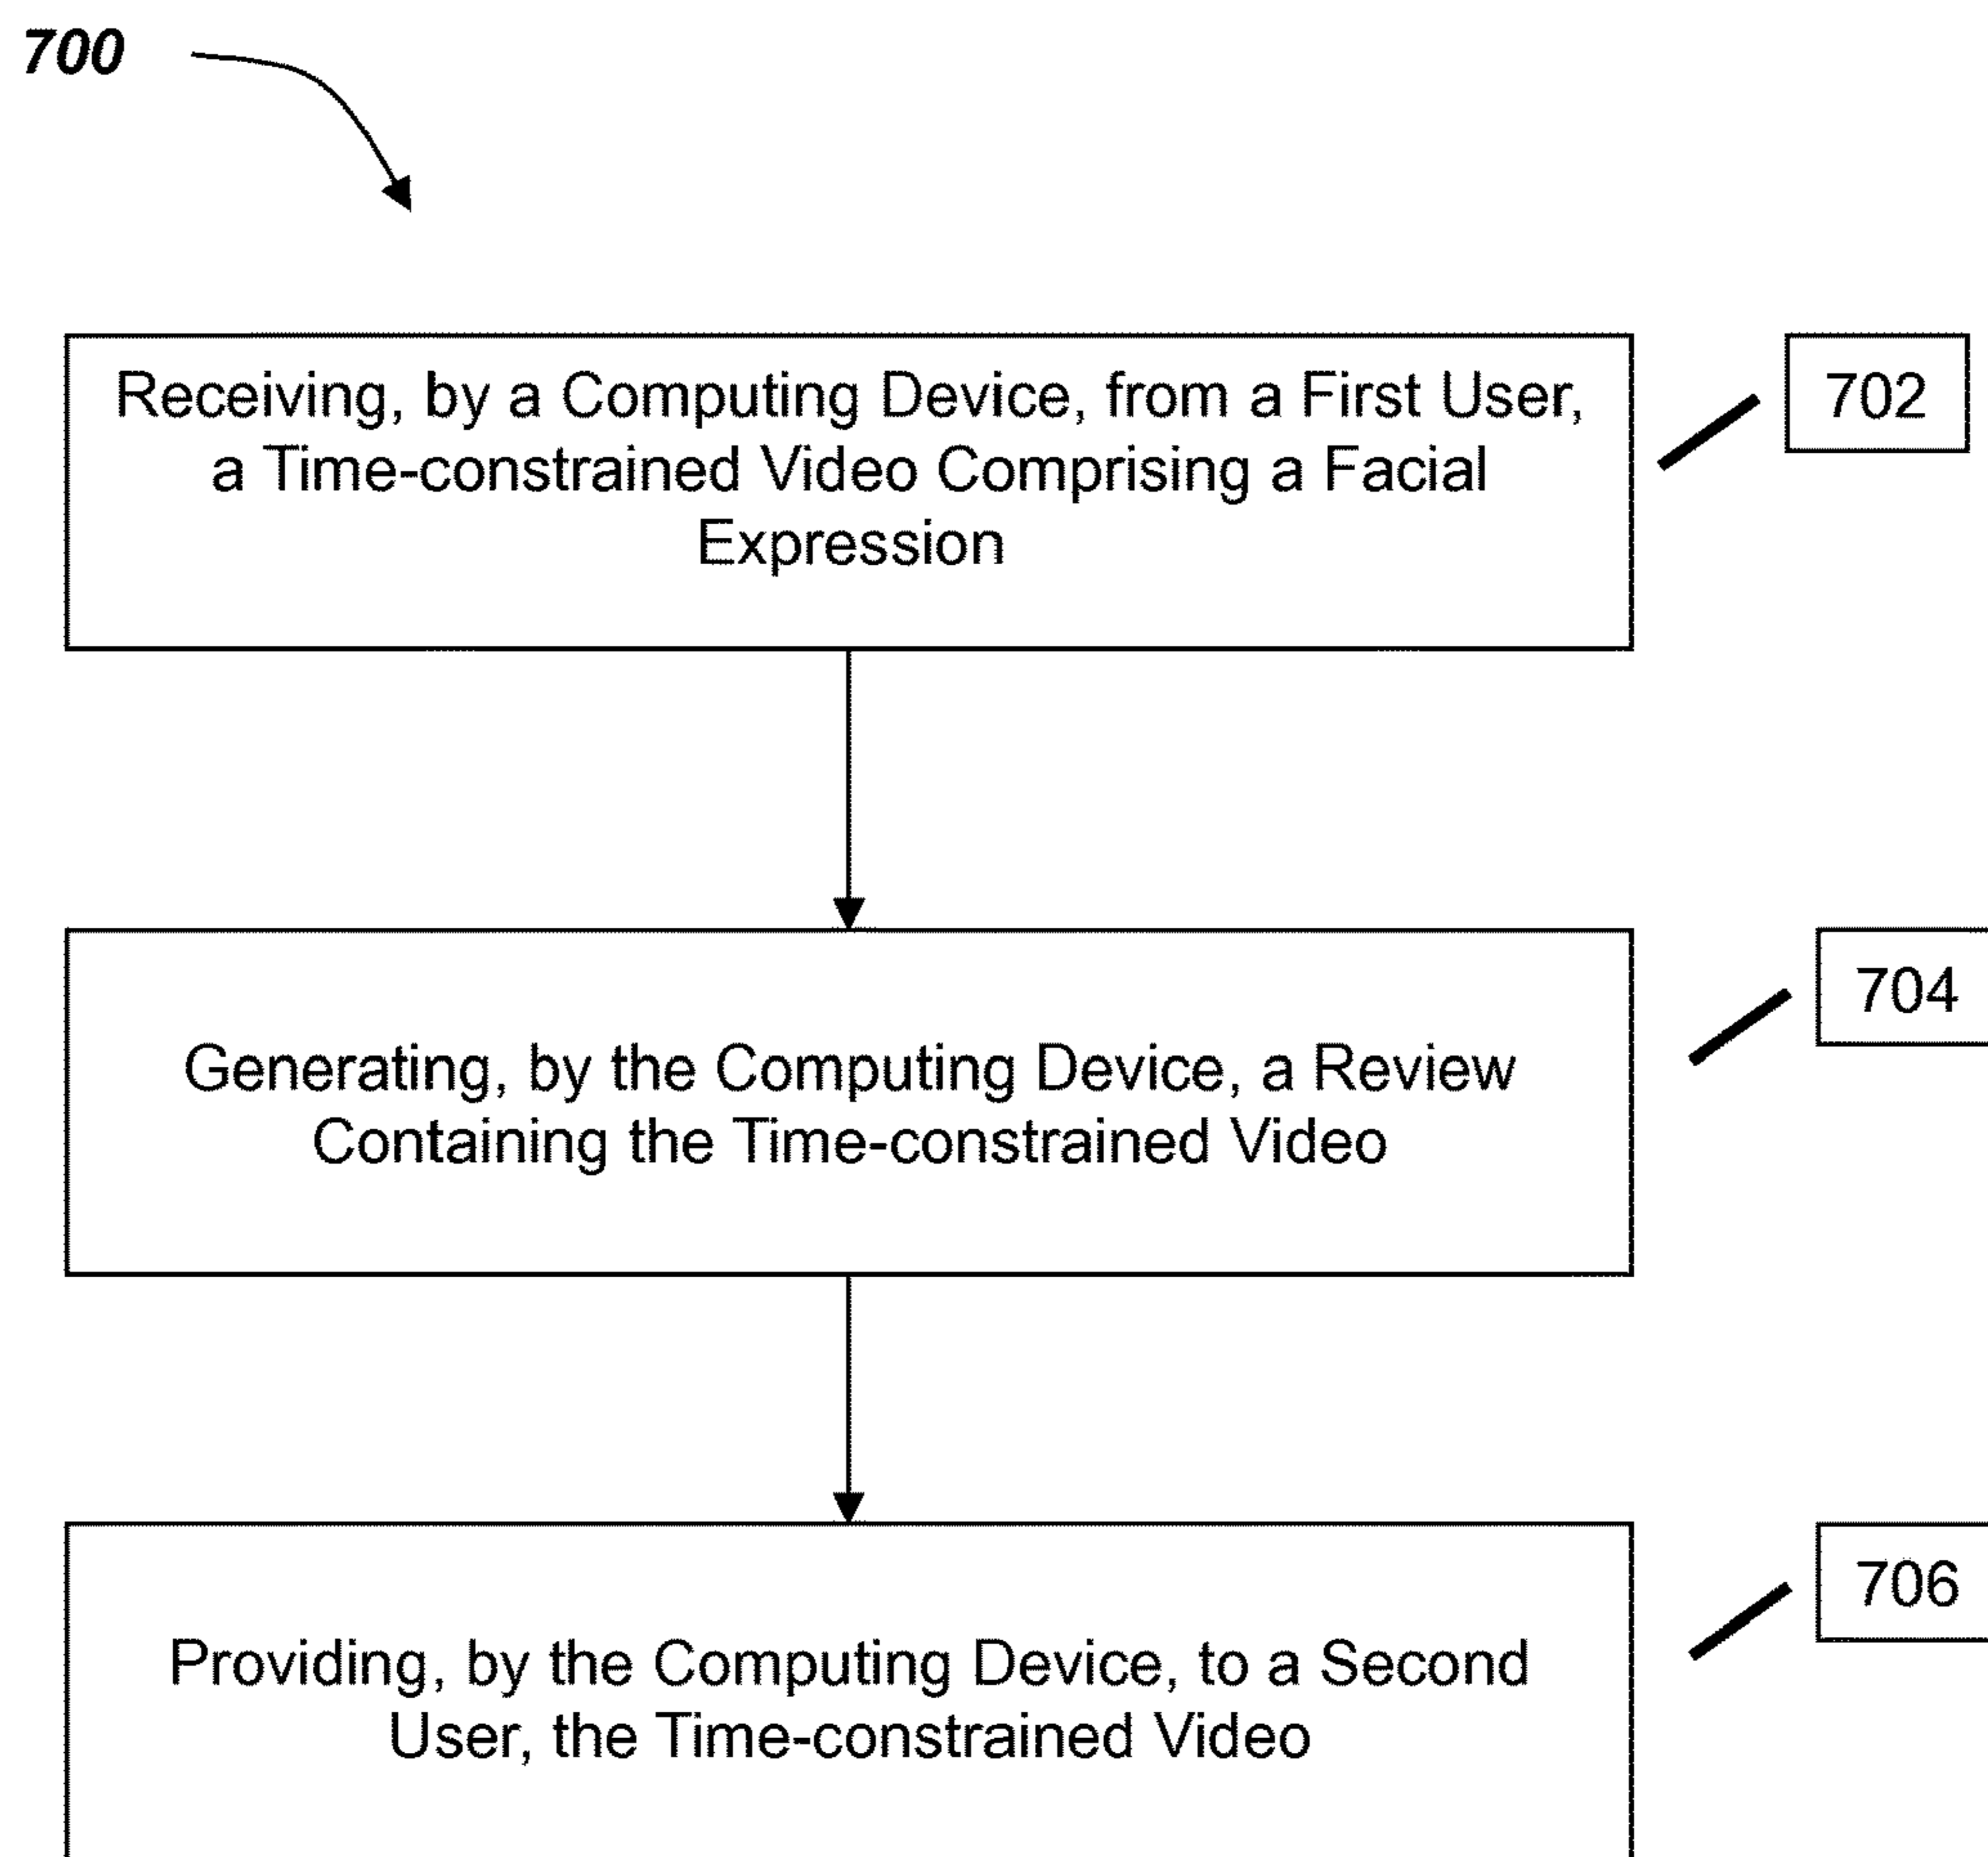 700
Receiving, by a Computing Device, from a First User,
a Time-constrained Video Comprising a Facial
Expression
702
Generating, by the Computing Device, a Review
Containing the Time-constrained Video
704
Providing, by the Computing Device, to a Second
User, the Time-constrained Video
706